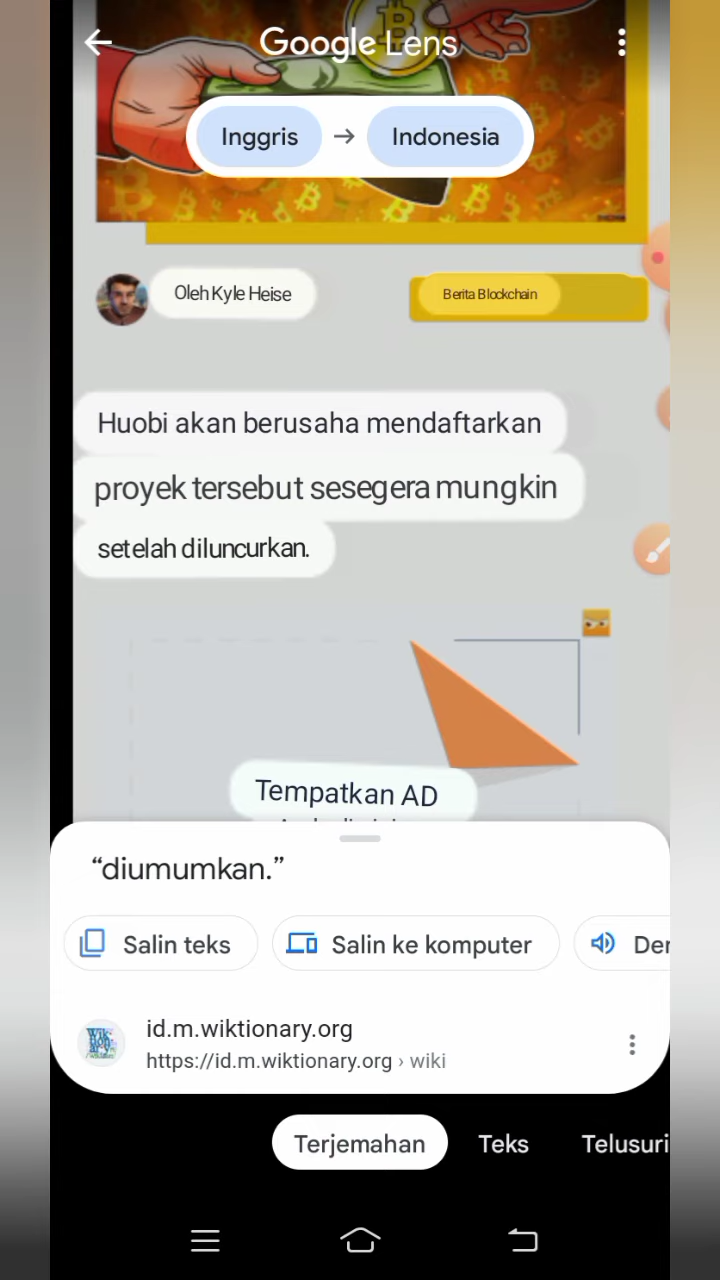 Google Lens
Inggris → Indonesia
Oleh Kyle Heise
Berita Blockchain
Huobi akan berusaha mendaftarkan
proyek tersebut sesegera mungkin
setelah diluncurkan.
Tempatkan AD
“diumumkan.”
Salin teks
Salin ke komputer
id.m.wiktionary.org
https://id.m.wiktionary.org › wiki
Terjemahan
Teks
Telusuri